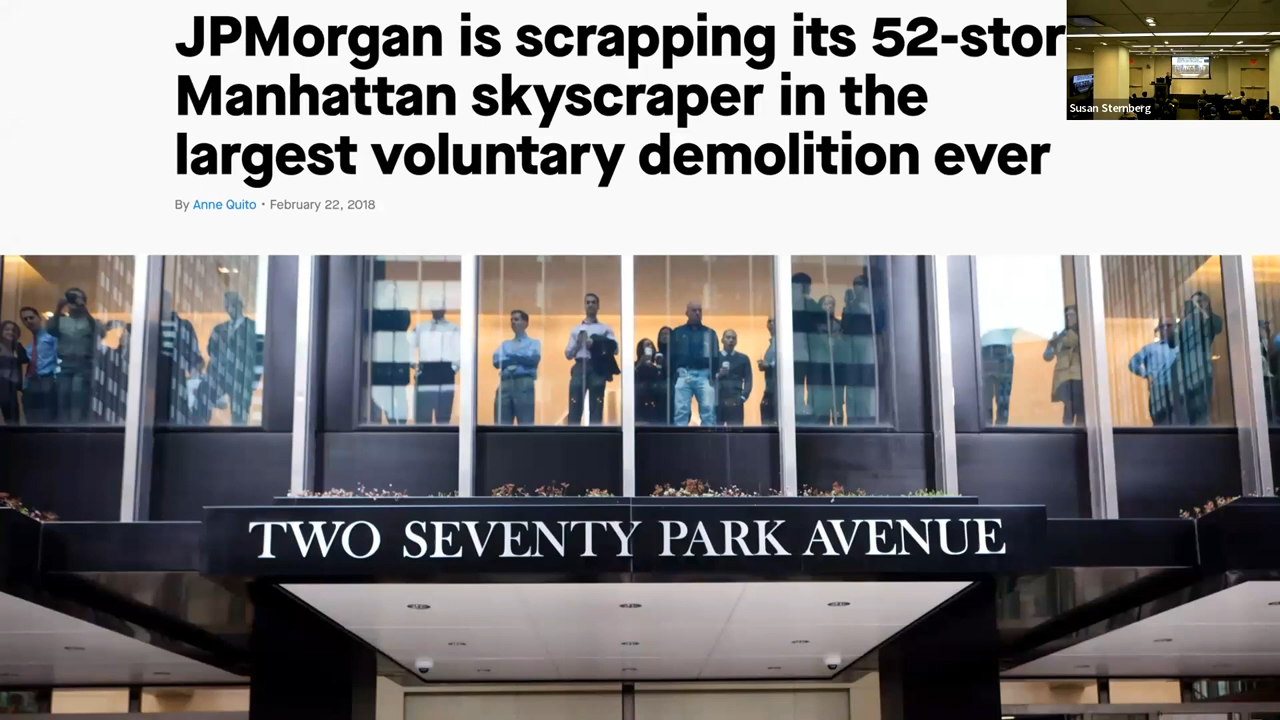 JPMorgan is scrapping its 52-stor
Manhattan skyscraper in the
largest voluntary demolition ever
By Anne Quito • February 22, 2018
Susan Sternberg
TWO SEVENTY PARK AVENUE